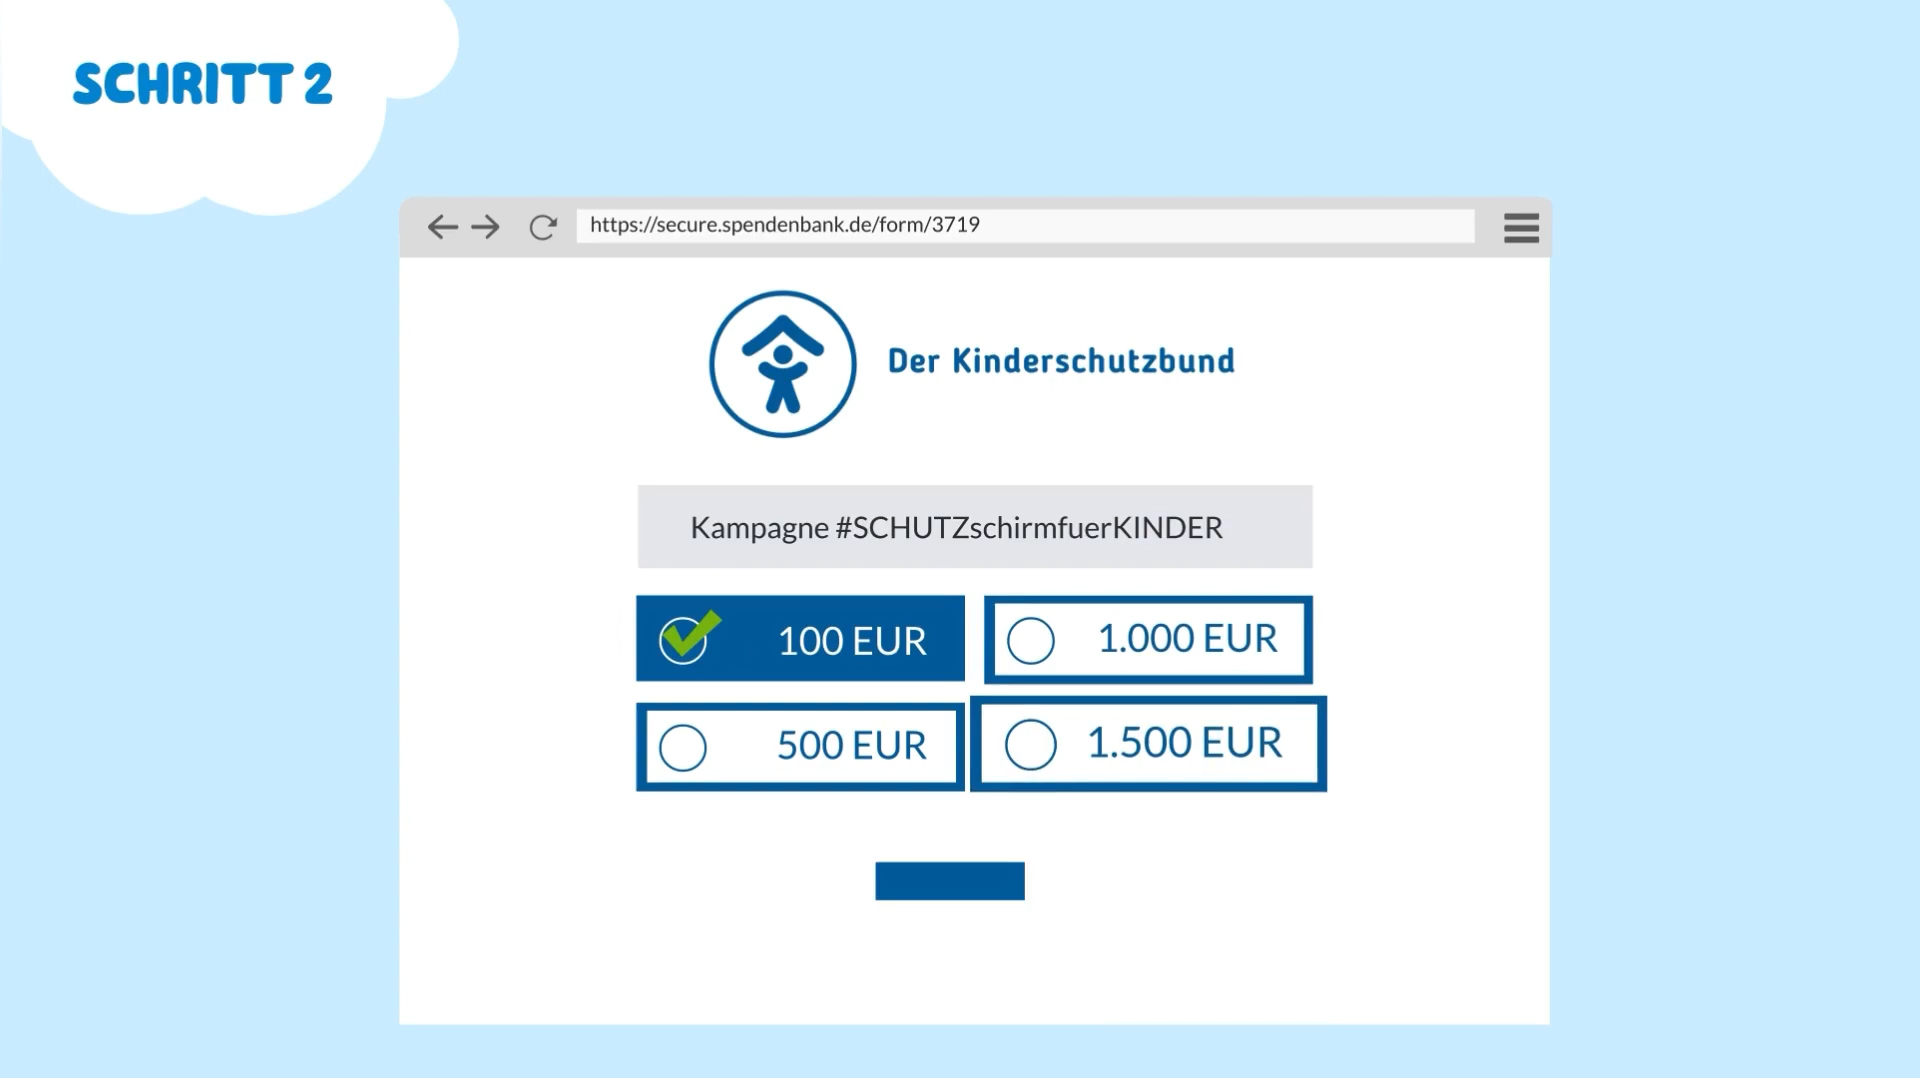 SCHRITT 2
https://secure.spendenbank.de/form/3719
Der Kinderschutzbund
Kampagne #SCHUTZschirmfuerKINDER
100 EUR
1.000 EUR
500 EUR
1.500 EUR